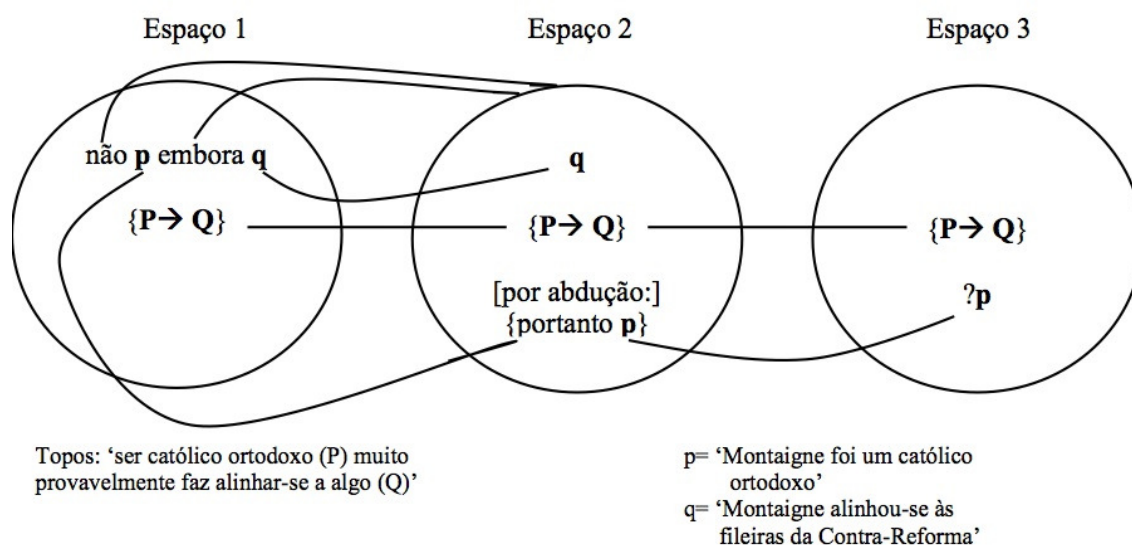 Espaço 1
Espaço 2
Espaço 3
não p embora q
q
{P→ Q}
{P→ Q}
{P→ Q}
[por abdução:]
{portanto p}
?p
Topos: ‘ser católico ortodoxo (P) muito
provavelmente faz alinhar-se a algo (Q)’
p= ‘Montaigne foi um católico
ortodoxo’
q= ‘Montaigne alinhou-se às
fileiras da Contra-Reforma’